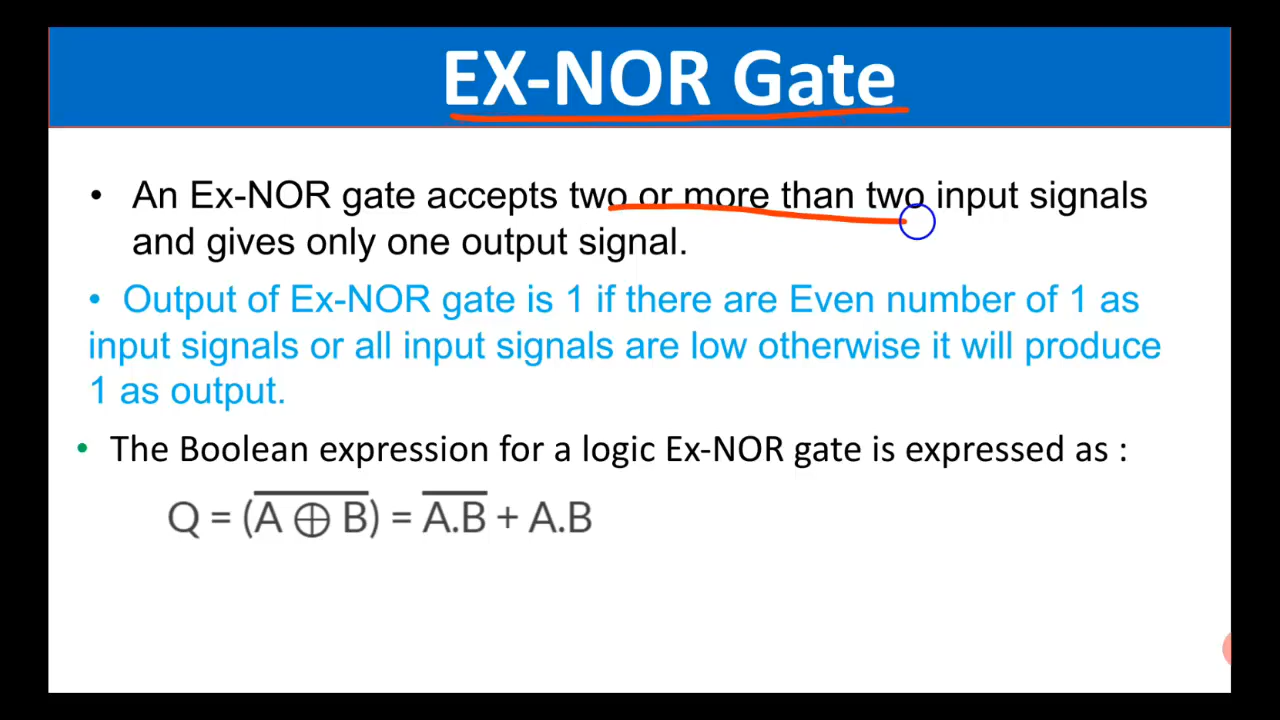 EX-NOR Gate
• An Ex-NOR gate accepts two or more than two input signals
and gives only one output signal.
• Output of Ex-NOR gate is 1 if there are Even number of 1 as
input signals or all input signals are low otherwise it will produce
1 as output.
• The Boolean expression for a logic Ex-NOR gate is expressed as :
Q = (A̅ ̅⊕̅ ̅B̅) = A̅.̅B̅ + A.B